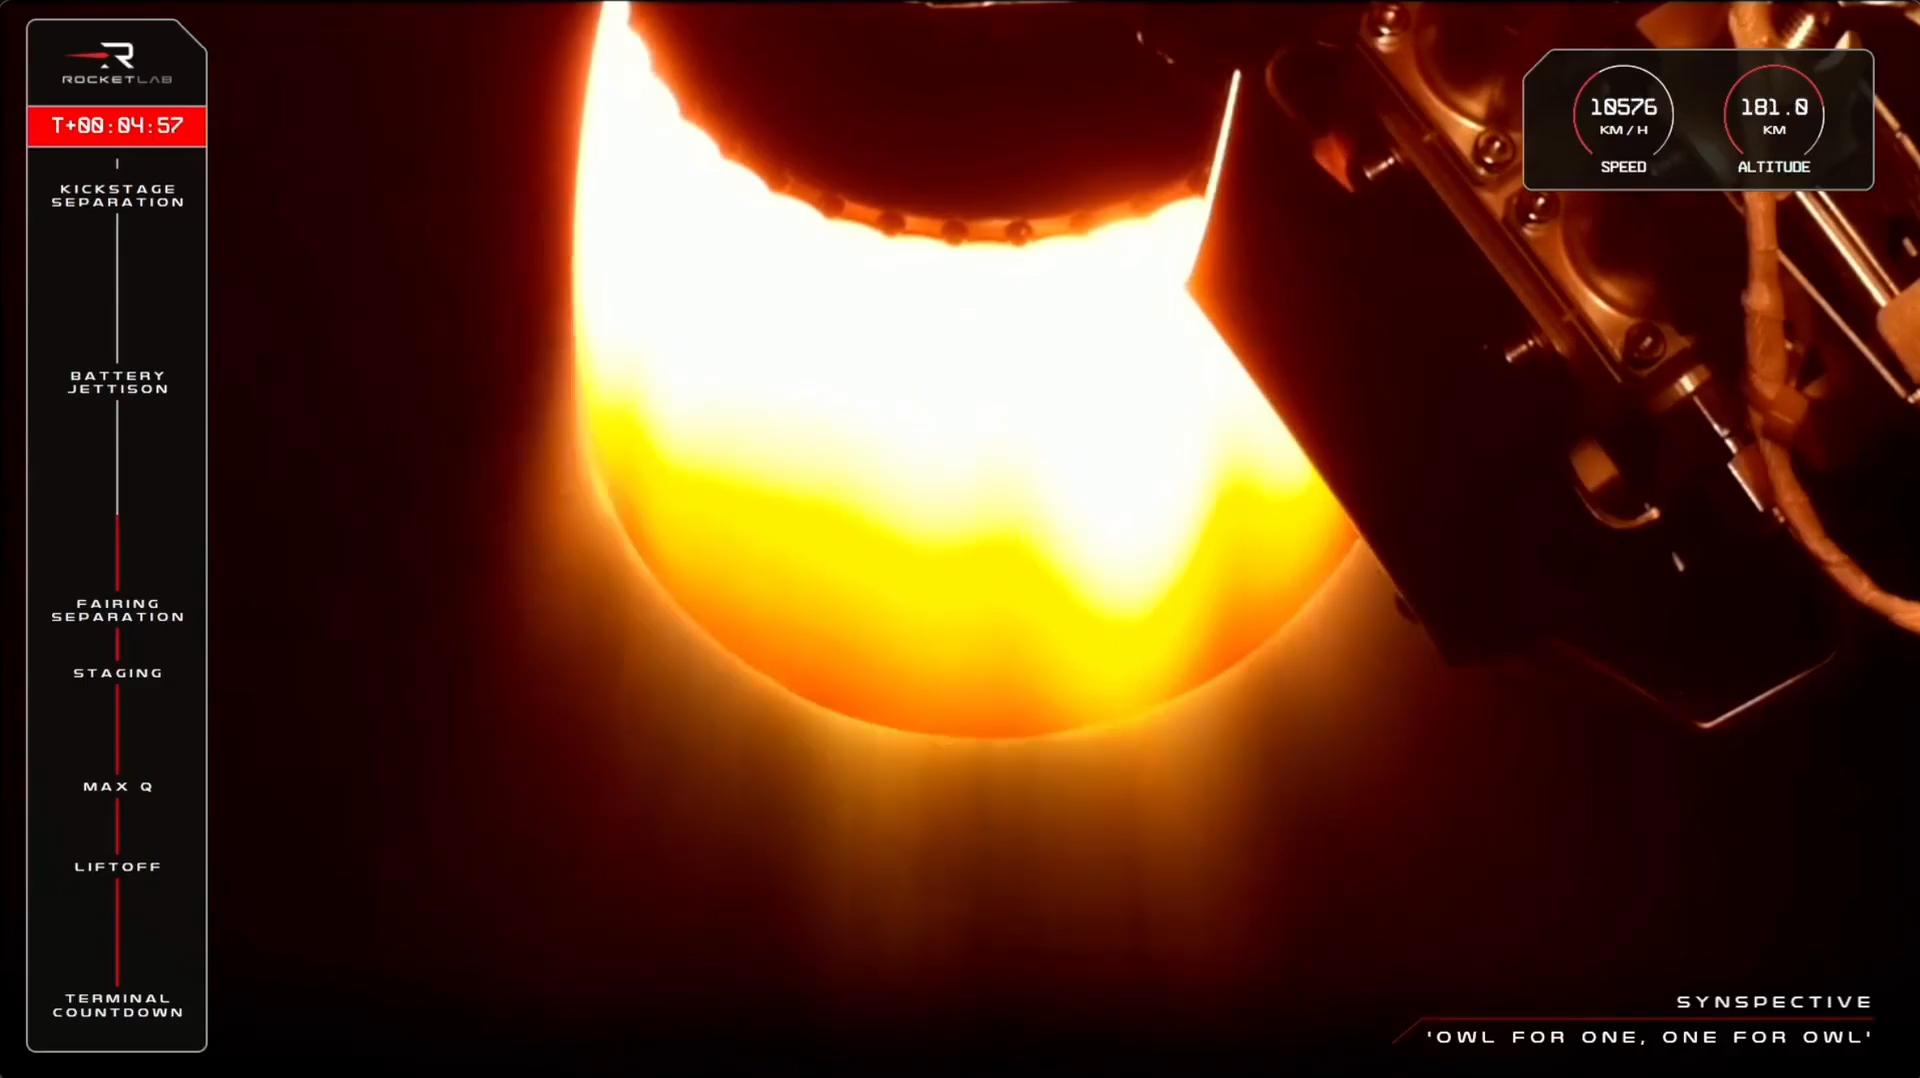 ROCKETLAB
T+00:04:57
KICKSTAGE
SEPARATION
BATTERY
JETTISON
FAIRING
SEPARATION
STAGING
MAX Q
LIFTOFF
TERMINAL
COUNTDOWN
10576
KM/H
SPEED
181.0
KM
ALTITUDE
SYNSPECTIVE
'OWL FOR ONE, ONE FOR OWL'